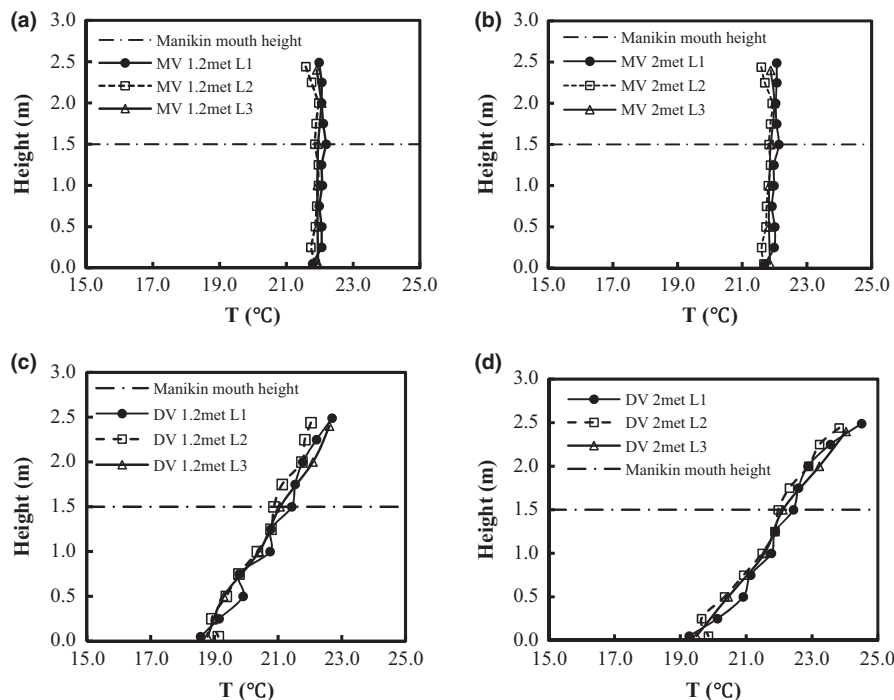 (a)
3.0
2.5
2.0
1.5
1.0
0.5
0.0
Height (m)
Manikin mouth height
MV 1.2met L1
MV 1.2met L2
MV 1.2met L3
15.0 17.0 19.0 21.0 23.0 25.0
T (℃)
(b)
3.0
2.5
2.0
1.5
1.0
0.5
0.0
Height (m)
Manikin mouth height
MV 2met L1
MV 2met L2
MV 2met L3
15.0 17.0 19.0 21.0 23.0 25.0
T (℃)
(c)
3.0
2.5
2.0
1.5
1.0
0.5
0.0
Height (m)
Manikin mouth height
DV 1.2met L1
DV 1.2met L2
DV 1.2met L3
15.0 17.0 19.0 21.0 23.0 25.0
T (℃)
(d)
3.0
2.5
2.0
1.5
1.0
0.5
0.0
Height (m)
DV 2met L1
DV 2met L2
DV 2met L3
Manikin mouth height
15.0 17.0 19.0 21.0 23.0 25.0
T (℃)